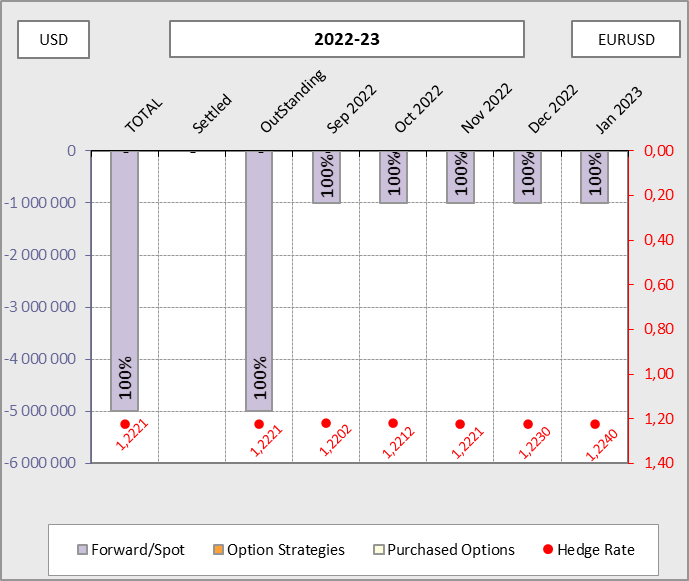 USD 2022-23 EURUSD
TOTAL Settled OutStanding Sep 2022 Oct 2022 Nov 2022 Dec 2022 Jan 2023
0 0,00
100% 100% 100% 100% 100%
0,20
-1 000 000
0,40
-2 000 000
0,60
-3 000 000
0,80
-4 000 000
100% 100% 1,00
-5 000 000
1,20
1,2221 1,2221 1,2202 1,2212 1,2221 1,2230 1,2240
-6 000 000 1,40
Forward/Spot Option Strategies Purchased Options Hedge Rate